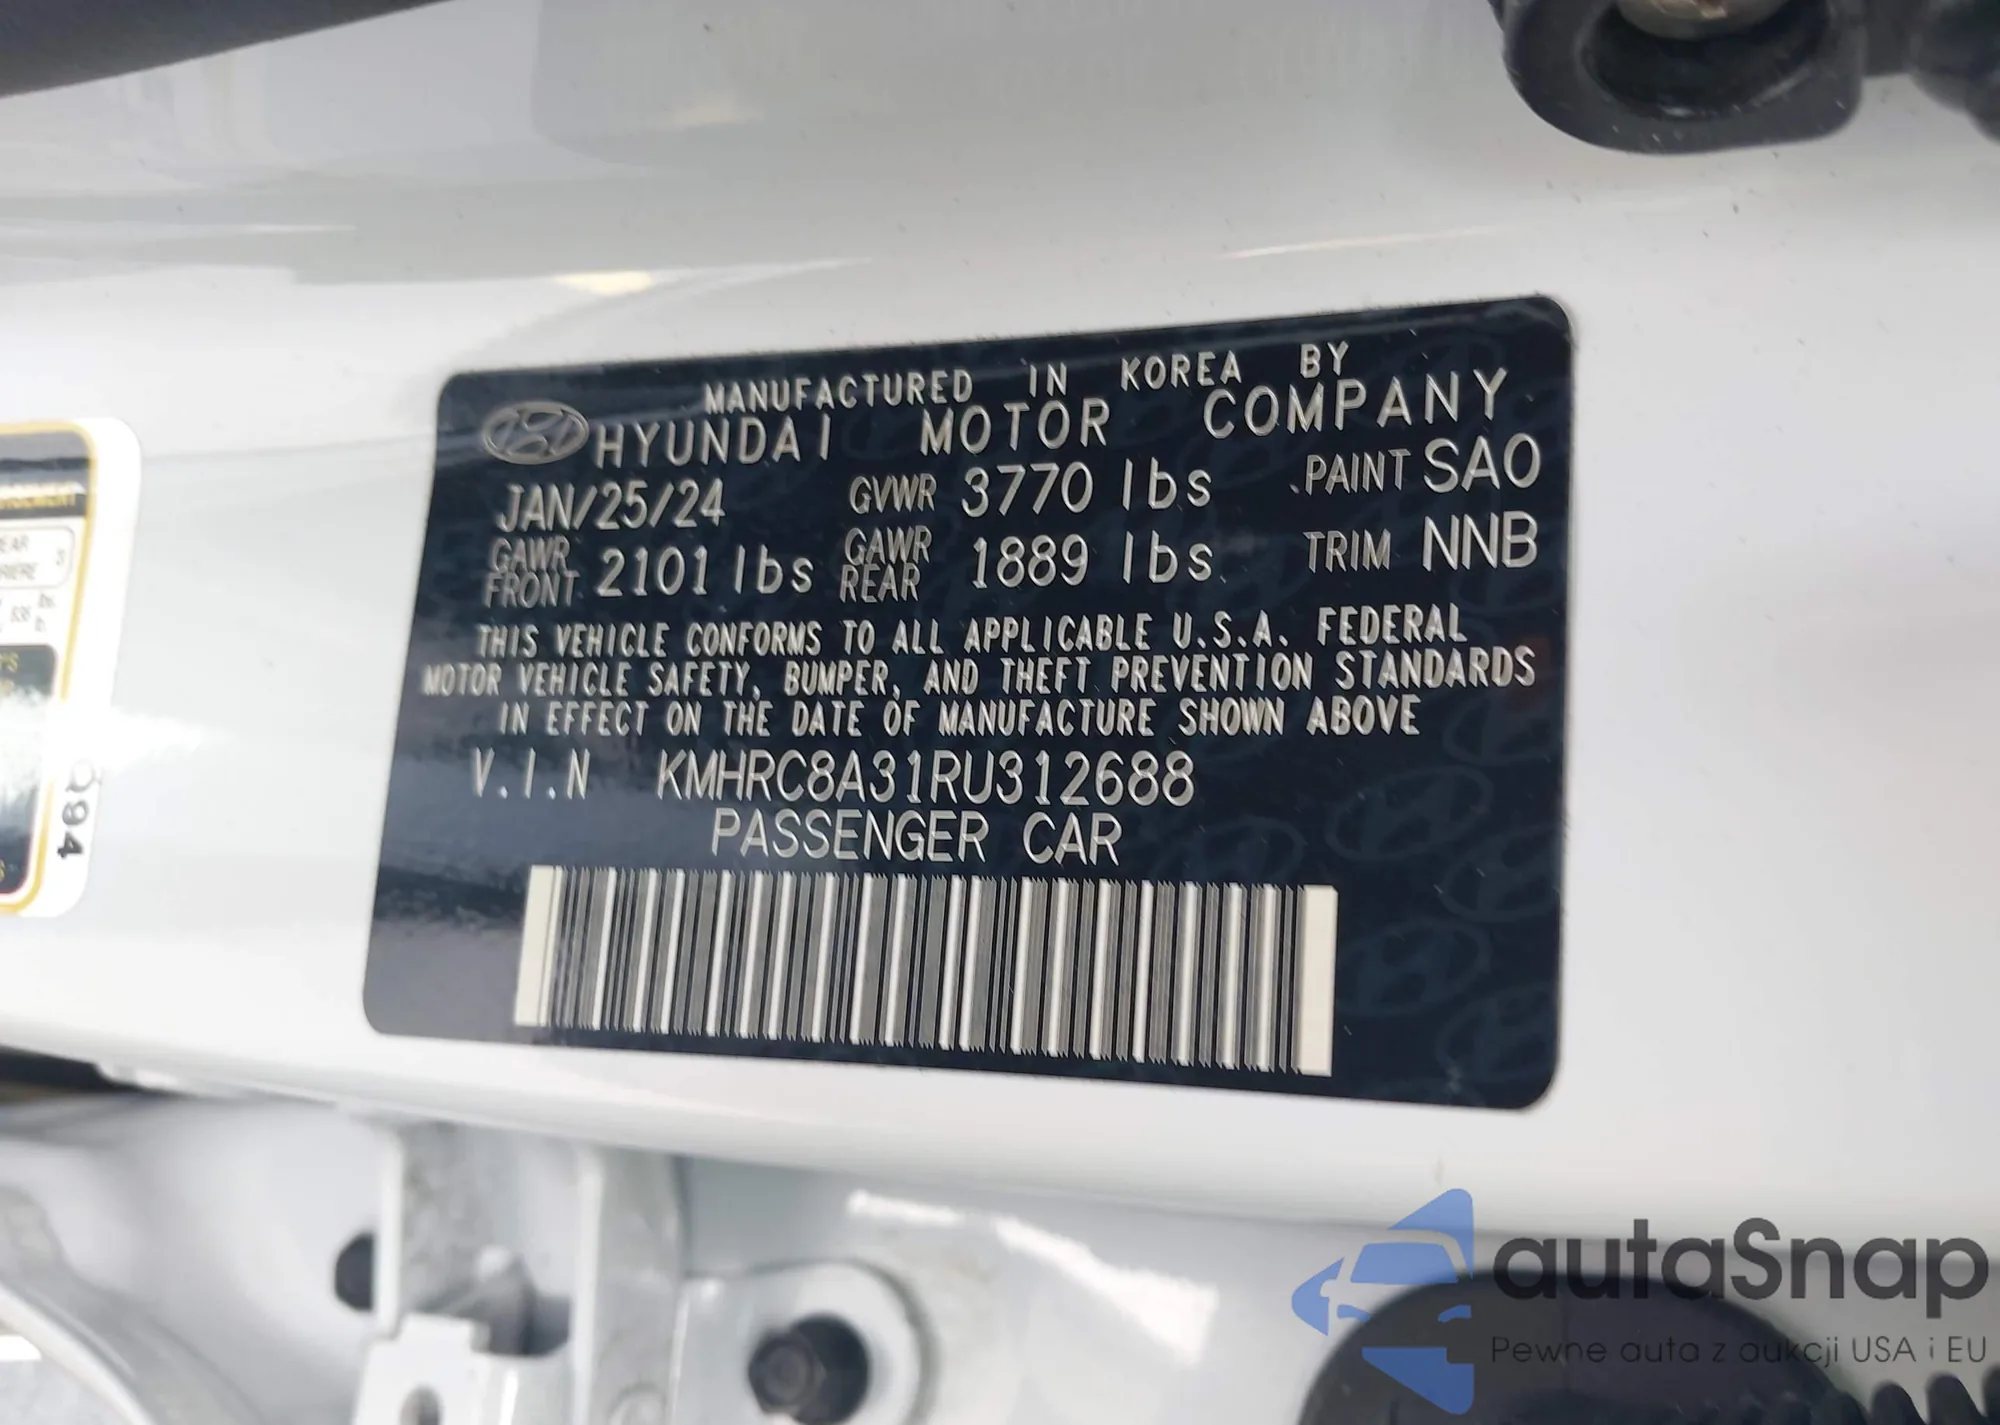 MANUFACTURED IN KOREA BY
HYUNDAI MOTOR COMPANY
JAN/25/24 GVWR 3770 lbs PAINT SAO
GAWR FRONT 2101 lbs GAWR REAR 1889 lbs TRIM NNB
THIS VEHICLE CONFORMS TO ALL APPLICABLE U.S.A. FEDERAL
MOTOR VEHICLE SAFETY, BUMPER, AND THEFT PREVENTION STANDARDS
IN EFFECT ON THE DATE OF MANUFACTURE SHOWN ABOVE
V.I.N KMHRC8A31RU312688
PASSENGER CAR
3
Q94
autaSnap
Pewne auta z aukcji USA i EU